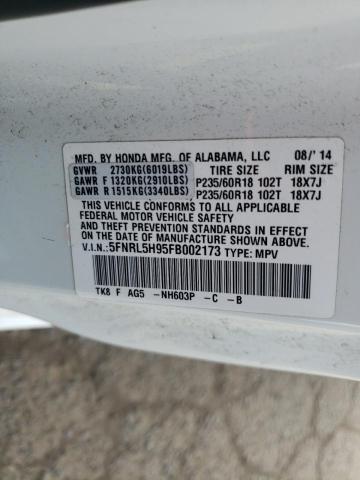 MFD. BY HONDA MFG. OF ALABAMA, LLC 08/'14
GVWR 2730KG(6019LBS) TIRE SIZE RIM SIZE
GAWR F 1320KG(2910LBS) P235/60R18 102T 18X7J
GAWR R 1515KG(3340LBS) P235/60R18 102T 18X7J
THIS VEHICLE CONFORMS TO ALL APPLICABLE
FEDERAL MOTOR VEHICLE SAFETY AND
THEFT PREVENTION STANDARDS IN EFFECT ON
THE DATE OF MANUFACTURE SHOWN ABOVE.
V.I.N.: 5FNRL5H95FB002173 TYPE: MPV
TK8 F AG5 -NH603P -C -B